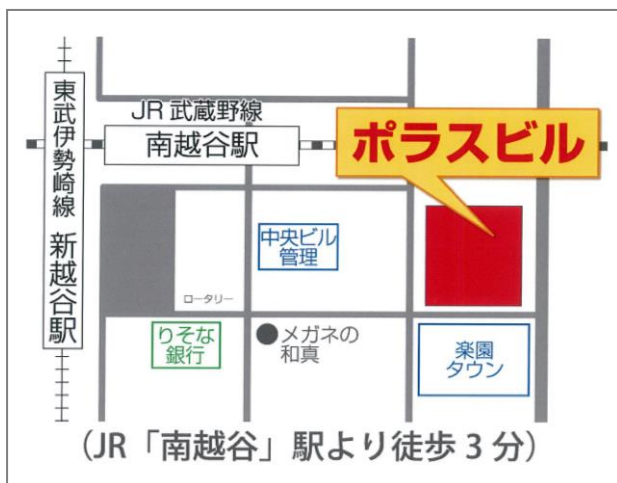 JR 武蔵野線
南越谷駅
東武伊勢崎線 新越谷駅
ポラスビル
中央ビル
管理
ロータリー
りそな
銀行
メガネの
和真
楽園
タウン
（JR「南越谷」駅より徒歩 3 分）